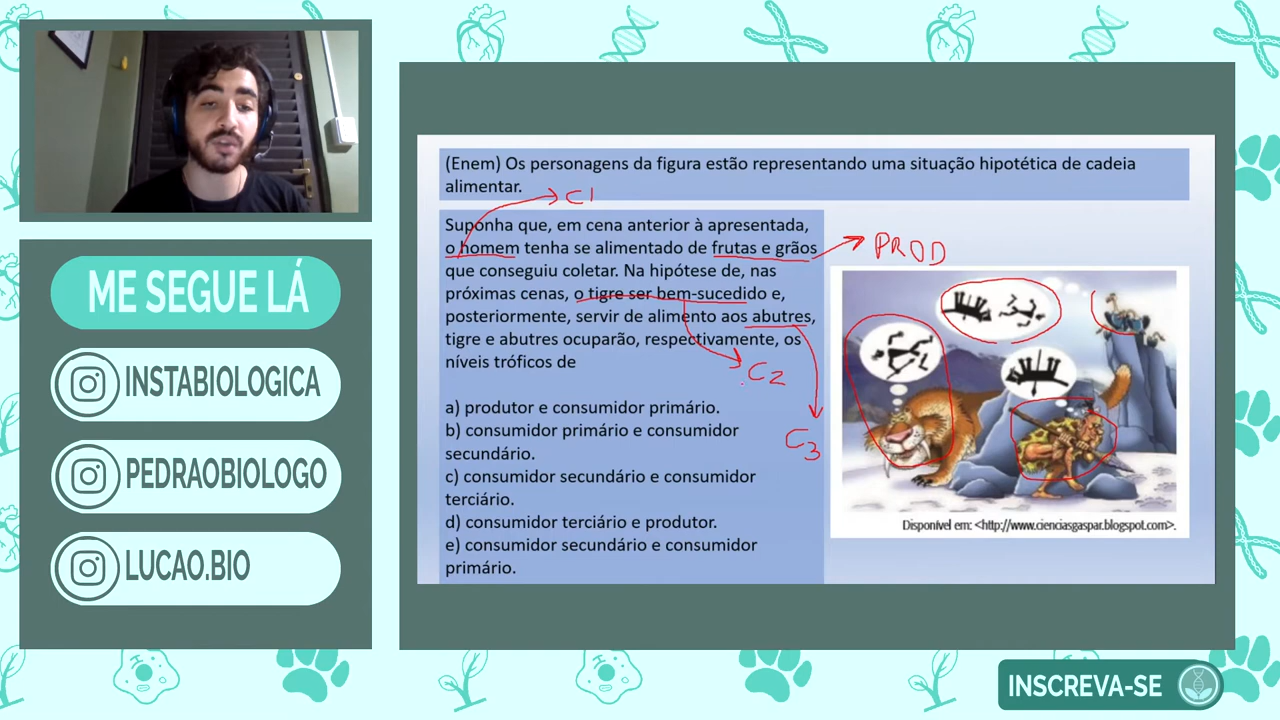 ME SEGUE LÁ
INSTABIOLOGICA
PEDRAOBIOLOGO
LUCAO.BIO
(Enem) Os personagens da figura estão representando uma situação hipotética de cadeia
alimentar.
C1
Suponha que, em cena anterior à apresentada,
o homem tenha se alimentado de frutas e grãos
que conseguiu coletar. Na hipótese de, nas
próximas cenas, o tigre ser bem-sucedido e,
posteriormente, servir de alimento aos abutres,
tigre e abutres ocuparão, respectivamente, os
níveis tróficos de
PROD
C2
C3
a) produtor e consumidor primário.
b) consumidor primário e consumidor
secundário.
c) consumidor secundário e consumidor
terciário.
d) consumidor terciário e produtor.
e) consumidor secundário e consumidor
primário.
Disponível em: <http://www.cienciasgaspar.blogspot.com>.
INSCREVA-SE